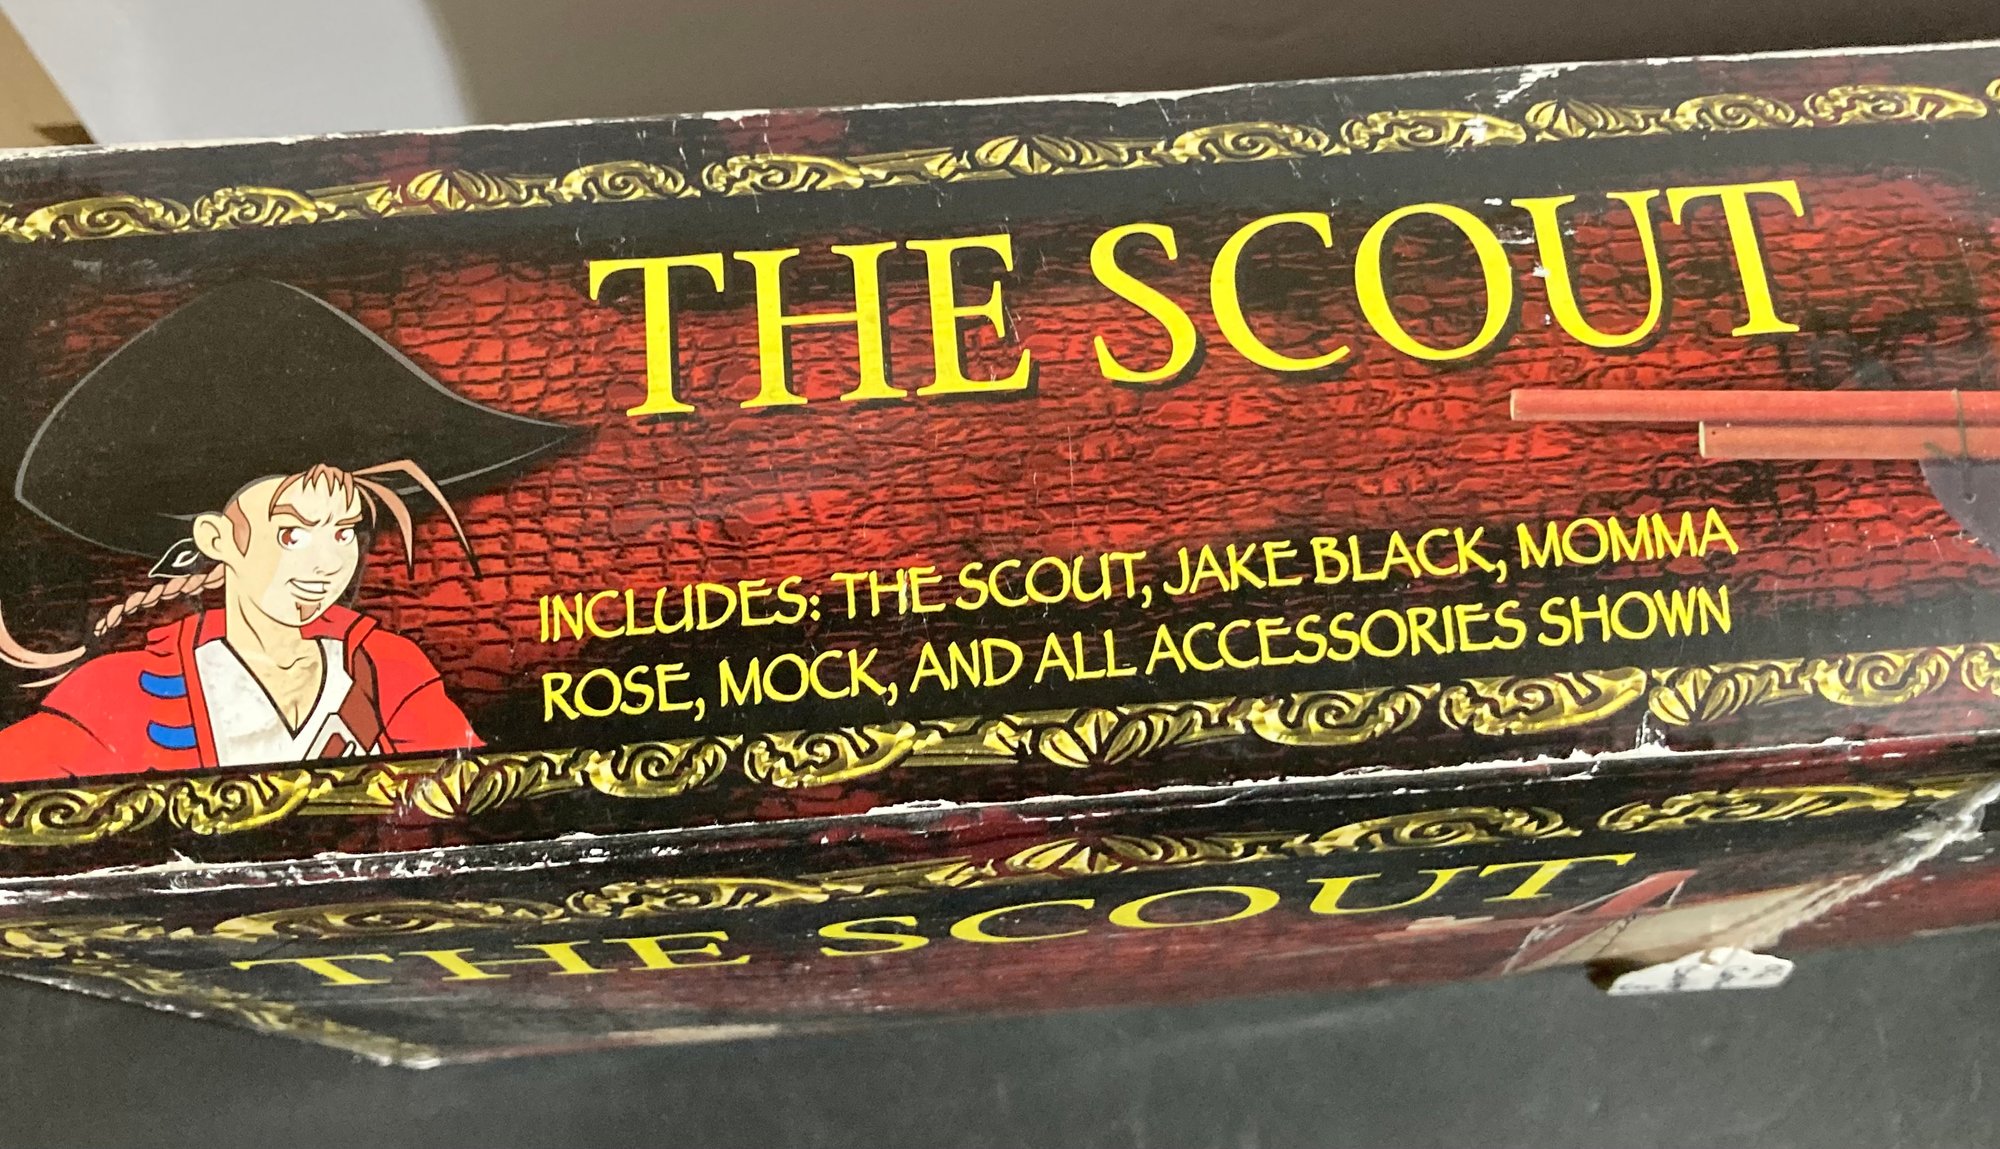 THE SCOUT
INCLUDES: THE SCOUT, JAKE BLACK, MOMMA
ROSE, MOCK, AND ALL ACCESSORIES SHOWN
THE SCOUT